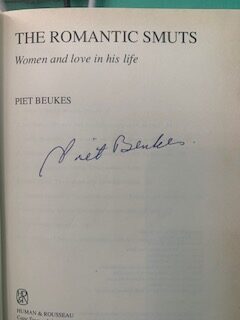 THE ROMANTIC SMUTS
Women and love in his life
PIET BEUKES
Piet Beukes.
HUMAN & ROUSSEAU